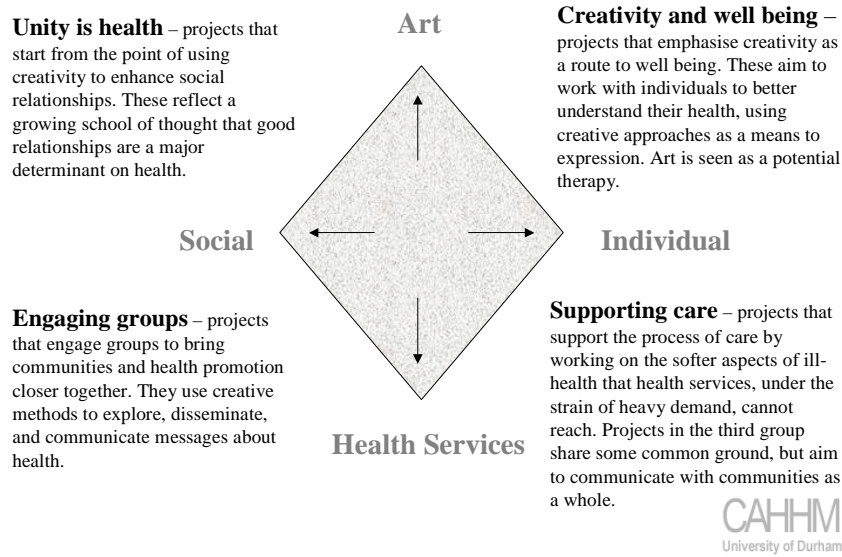 Unity is health – projects that
start from the point of using
creativity to enhance social
relationships. These reflect a
growing school of thought that good
relationships are a major
determinant on health.
Art
Creativity and well being –
projects that emphasise creativity as
a route to well being. These aim to
work with individuals to better
understand their health, using
creative approaches as a means to
expression. Art is seen as a potential
therapy.
Social
Individual
Engaging groups – projects
that engage groups to bring
communities and health promotion
closer together. They use creative
methods to explore, disseminate,
and communicate messages about
health.
Health Services
Supporting care – projects that
support the process of care by
working on the softer aspects of ill-
health that health services, under the
strain of heavy demand, cannot
reach. Projects in the third group
share some common ground, but aim
to communicate with communities as
a whole.
CAHHM
University of Durham